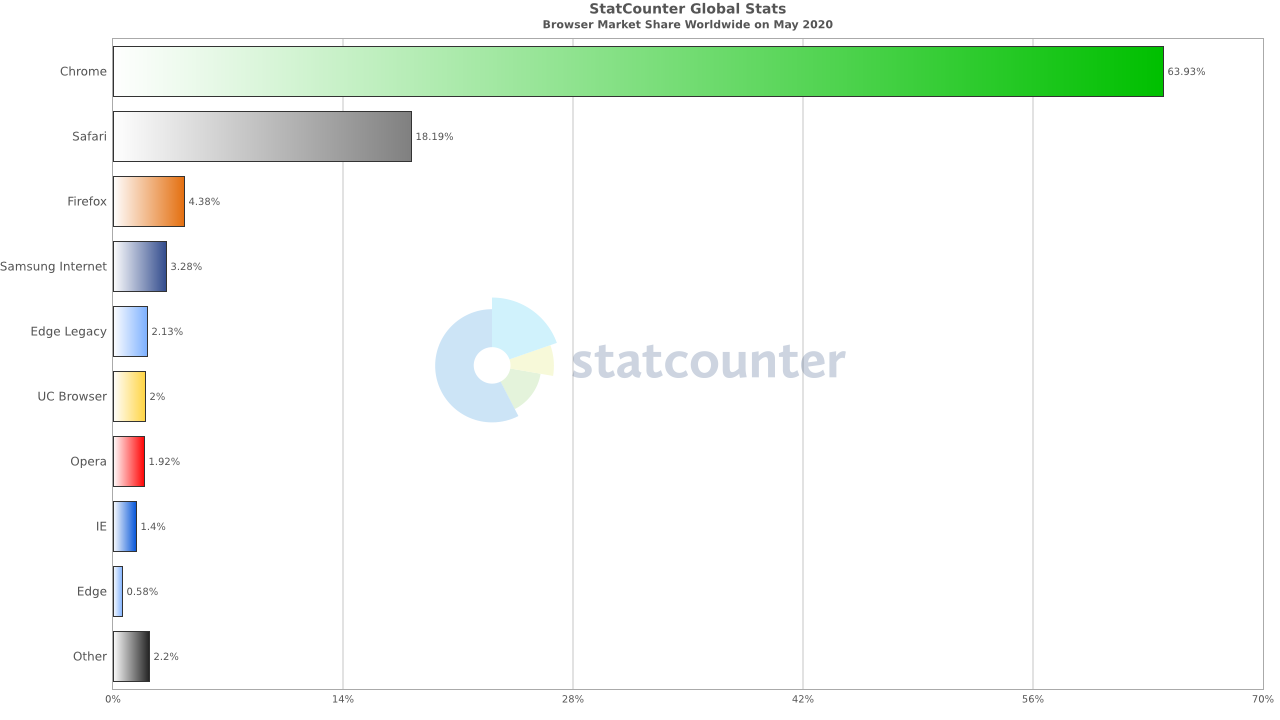 StatCounter Global Stats
Browser Market Share Worldwide on May 2020
Chrome 63.93%
Safari 18.19%
Firefox 4.38%
Samsung Internet 3.28%
Edge Legacy 2.13%
statcounter
UC Browser 2%
Opera 1.92%
IE 1.4%
Edge 0.58%
Other 2.2%
0% 14% 28% 42% 56% 70%